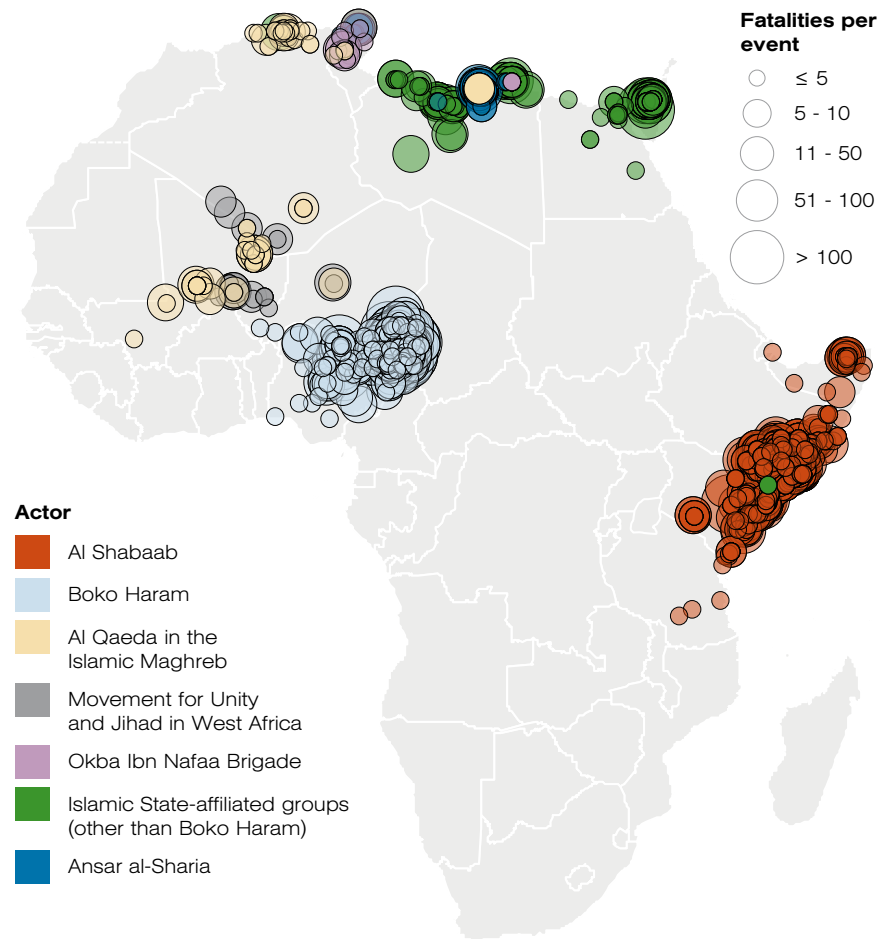 Fatalities per
event
≤ 5
5 - 10
11 - 50
51 - 100
> 100
Actor
Al Shabaab
Boko Haram
Al Qaeda in the
Islamic Maghreb
Movement for Unity
and Jihad in West Africa
Okba Ibn Nafaa Brigade
Islamic State-affiliated groups
(other than Boko Haram)
Ansar al-Sharia